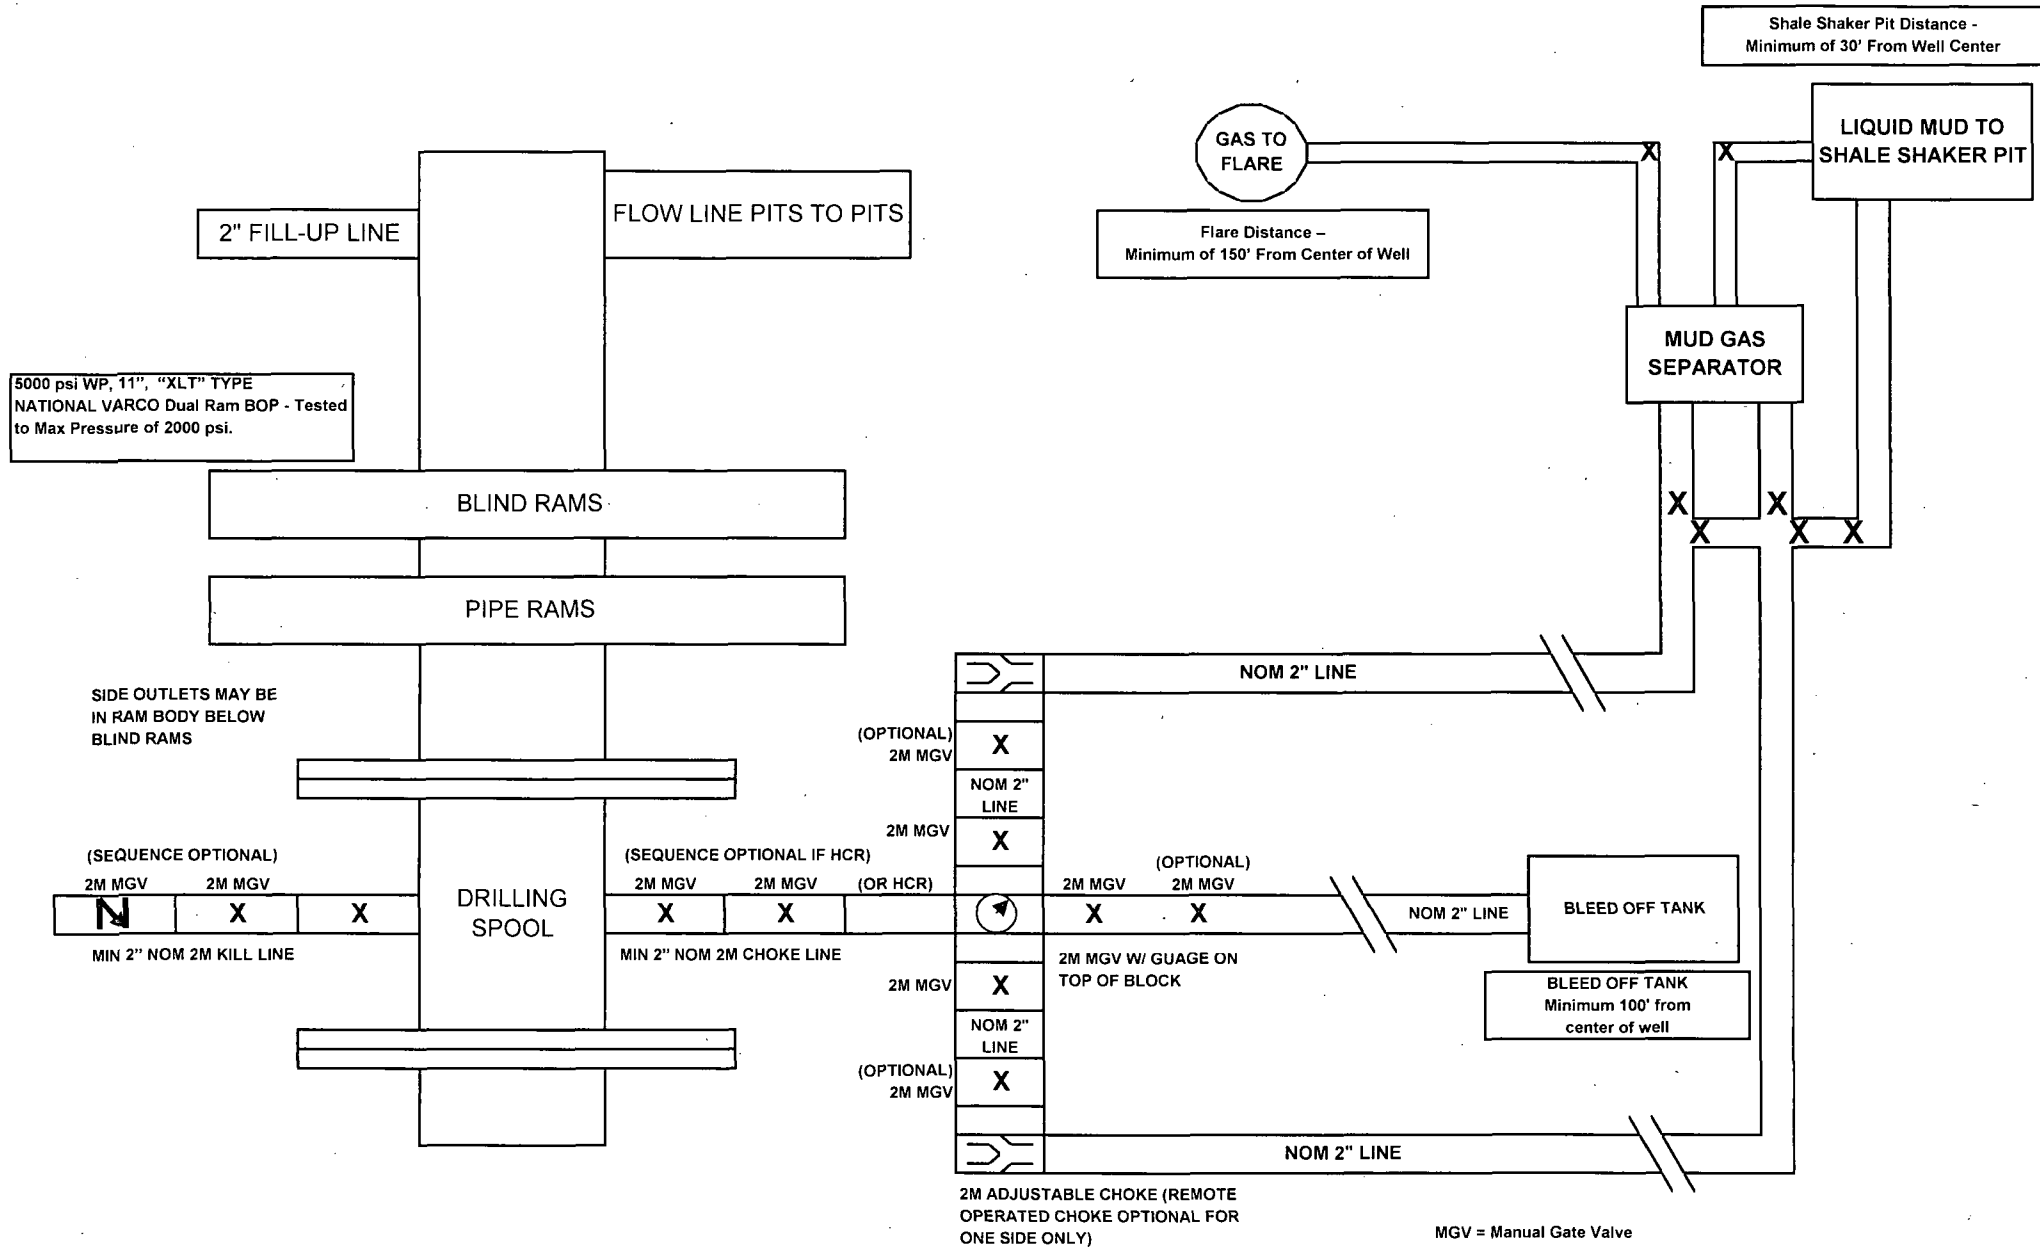 Shale Shaker Pit Distance -
Minimum of 30' From Well Center
LIQUID MUD TO
SHALE SHAKER PIT
GAS TO
FLARE
X
X
Flare Distance –
Minimum of 150' From Center of Well
2" FILL-UP LINE
FLOW LINE PITS TO PITS
MUD GAS
SEPARATOR
5000 psi WP, 11", "XLT" TYPE
NATIONAL VARCO Dual Ram BOP - Tested
to Max Pressure of 2000 psi.
BLIND RAMS
X
X
X
X
X
PIPE RAMS
SIDE OUTLETS MAY BE
IN RAM BODY BELOW
BLIND RAMS
NOM 2" LINE
(OPTIONAL)
2M MGV
X
NOM 2"
LINE
2M MGV
X
(SEQUENCE OPTIONAL)
2M MGV
2M MGV
N
X
X
MIN 2" NOM 2M KILL LINE
DRILLING
SPOOL
(SEQUENCE OPTIONAL IF HCR)
2M MGV
2M MGV
(OR HCR)
X
X
MIN 2" NOM 2M CHOKE LINE
(OPTIONAL)
2M MGV
2M MGV
X
X
NOM 2" LINE
BLEED OFF TANK
2M MGV W/ GUAGE ON
TOP OF BLOCK
BLEED OFF TANK
Minimum 100' from
center of well
2M MGV
X
NOM 2"
LINE
(OPTIONAL)
2M MGV
X
NOM 2" LINE
2M ADJUSTABLE CHOKE (REMOTE
OPERATED CHOKE OPTIONAL FOR
ONE SIDE ONLY)
MGV = Manual Gate Valve